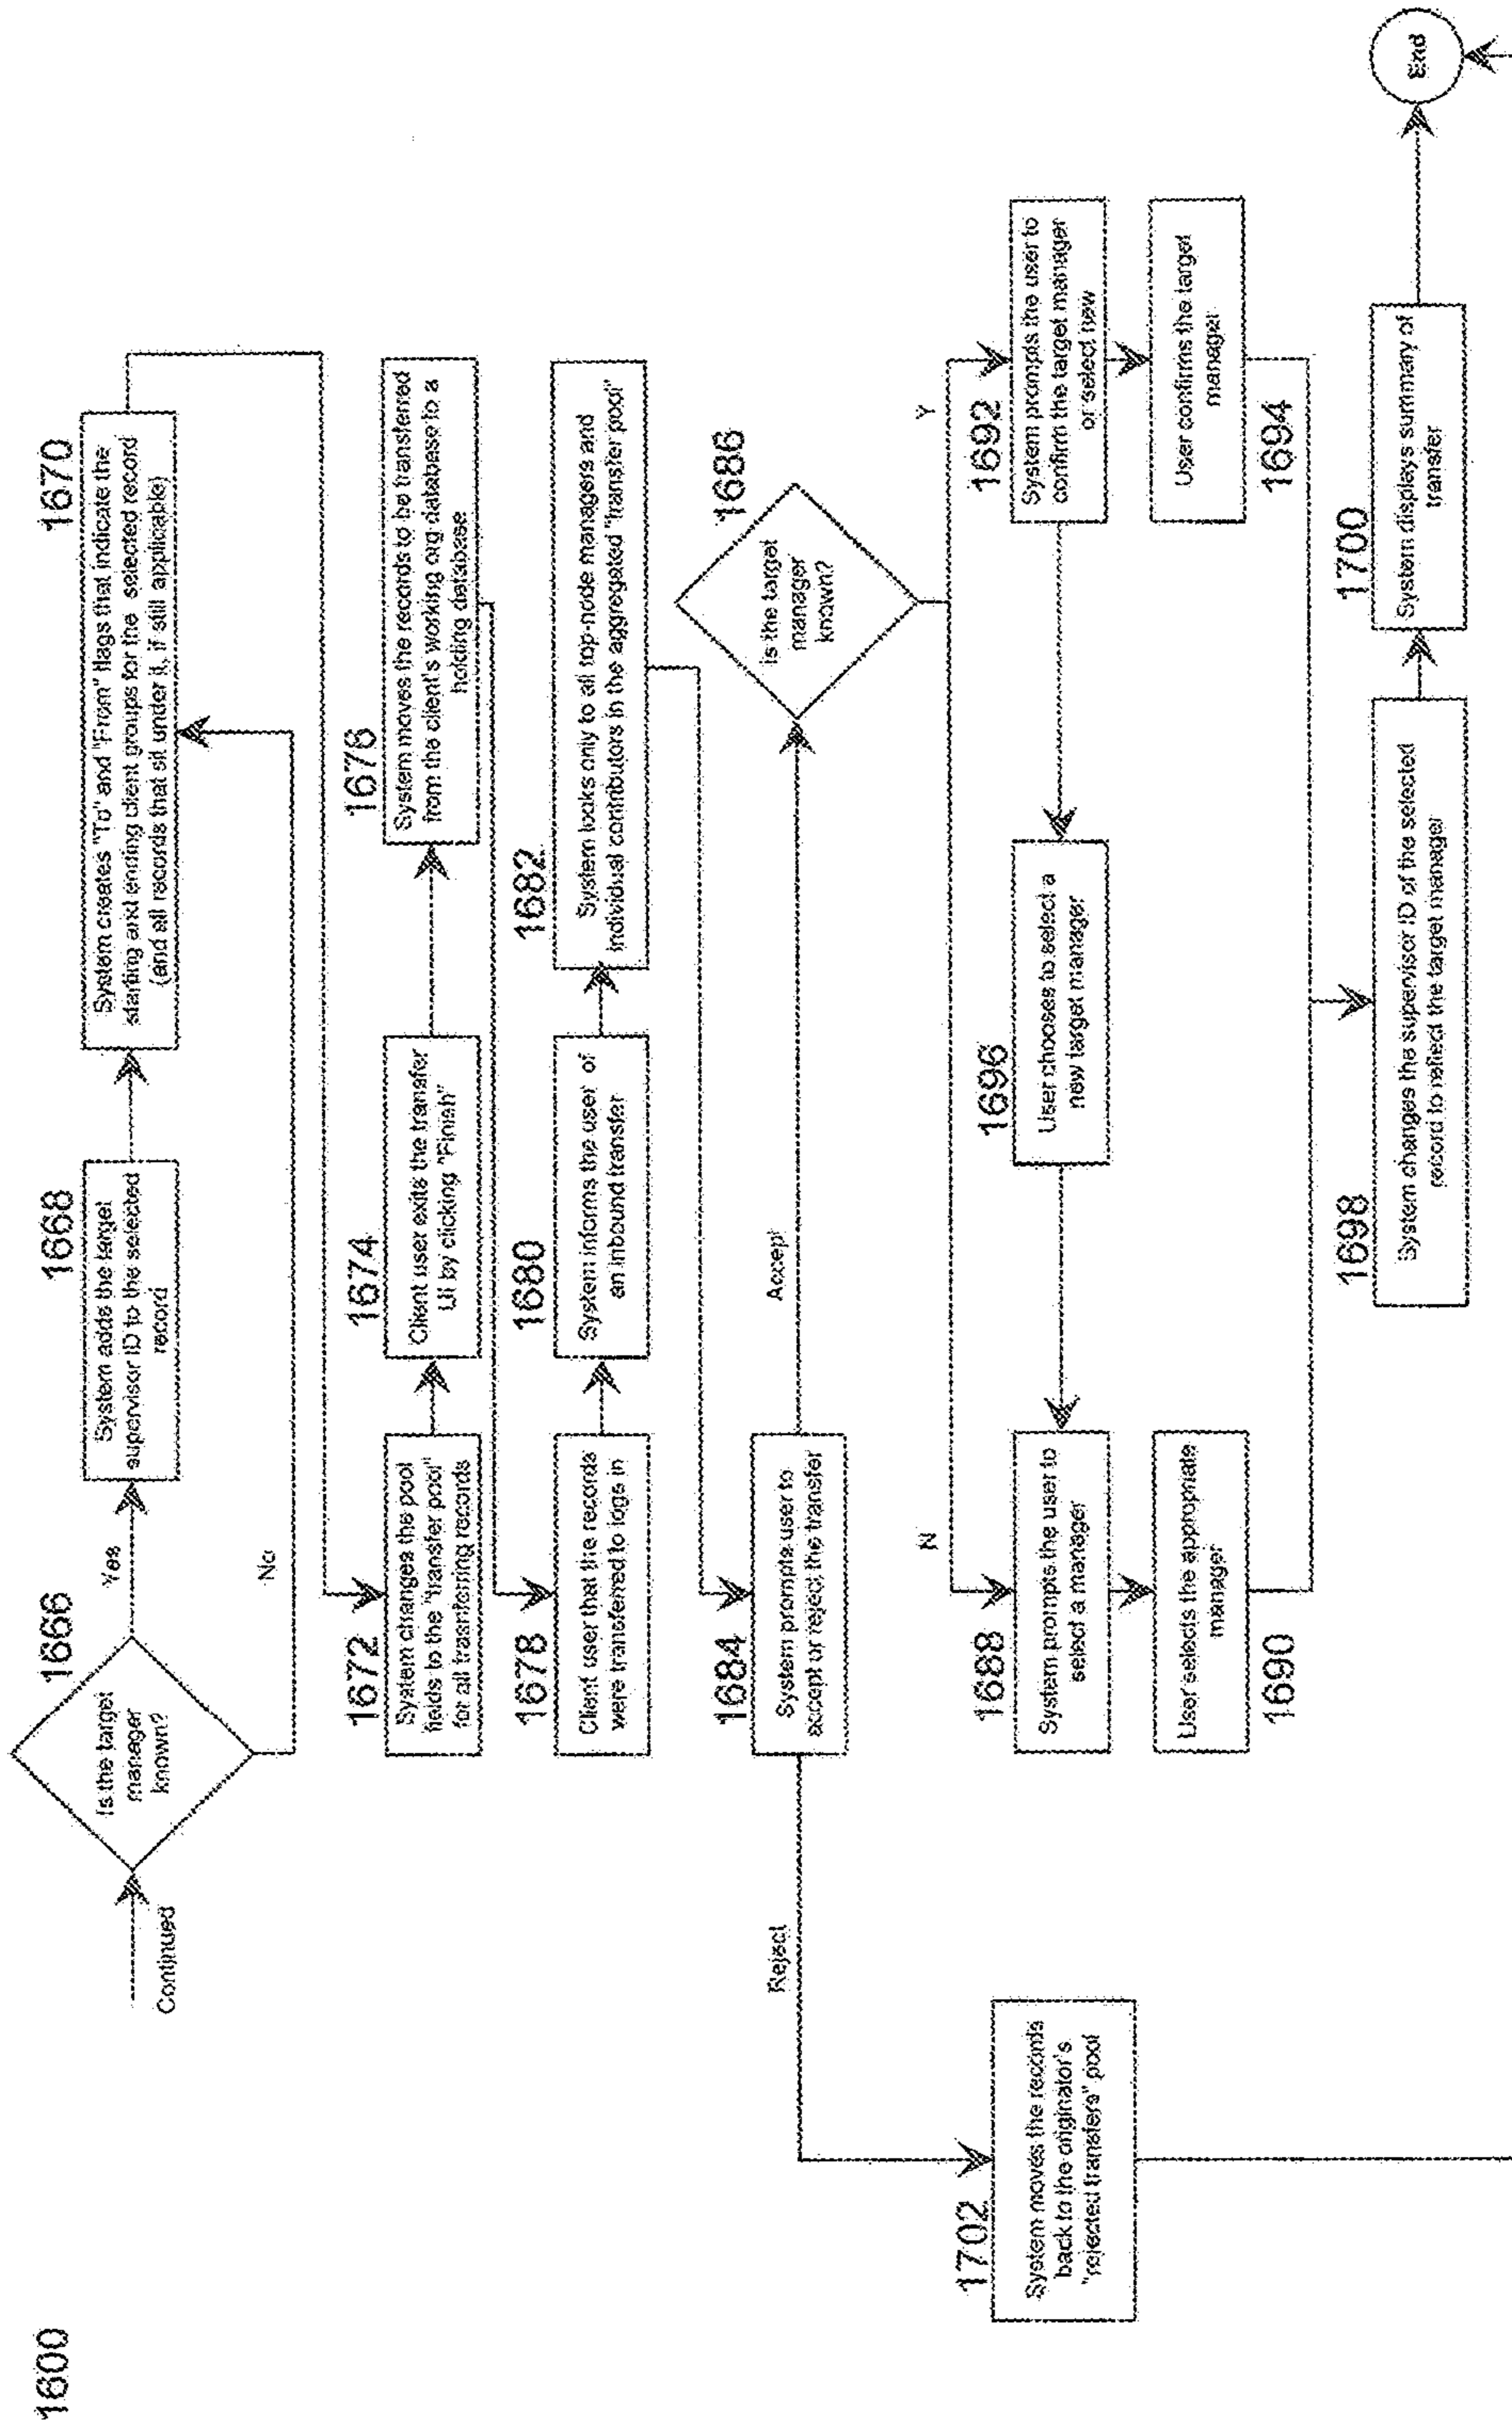 1600
1666
Is the target
manager
known?
Continued
Yes
No
1668
System adds the target
supervisor ID to the selected
record
1670
System creates "To" and "From" flags that indicate the
starting and ending client groups for the selected record
(and all records that sit under it, if still applicable)
1672
System changes the pool
fields to the "transfer pool"
for all trasnferring records
1674
Client user exits the transfer
UI by clicking "Finish"
1676
System moves the records to be transferred
from the client's working org database to a
holding database
1678
Client user that the records
were transferred to logs in
1680
System informs the user of
an inbound transfer
1682
System looks only to all top-node managers and
individual contributors in the aggregated "transfer pool"
1684
System prompts user to
accept or reject the transfer
Reject
Accept
1686
Is the target
manager
known?
N
Y
1702
System moves the records
back to the originator's
"rejected transfers" pool
1688
System prompts the user to
select a manager
1696
User chooses to select a
new target manager
1692
System prompts the user to
confirm the target manager
or select new
User selects the appropriate
manager
1690
User confirms the target
manager
1694
1698
System changes the supervisor ID of the selected
record to reflect the target manager
1700
System displays summary of
transfer
End